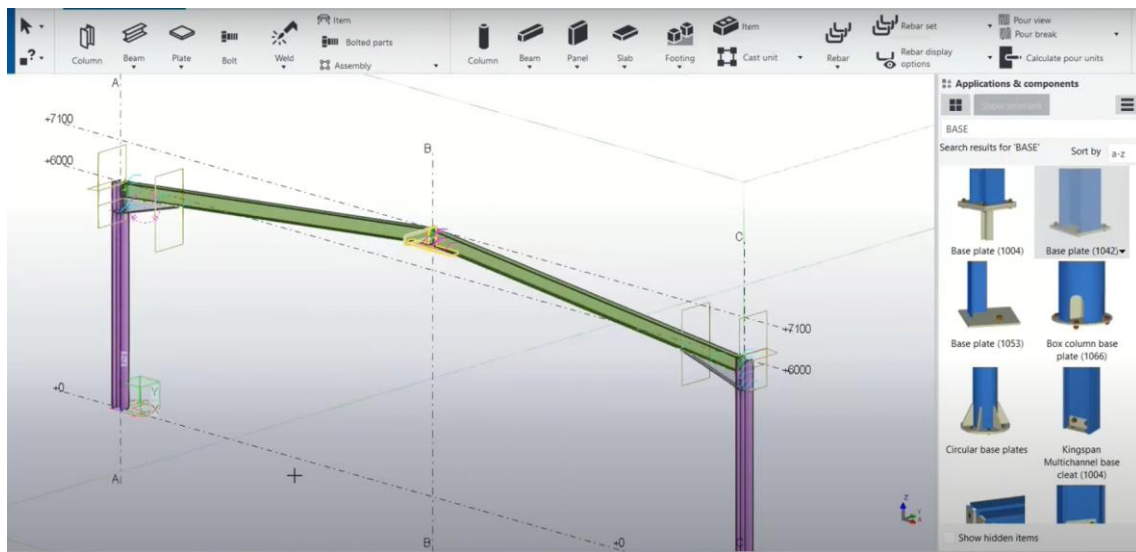 Item
Bolted parts
Assembly
Column
Beam
Plate
Bolt
Weld
Item
Cast unit
Column
Beam
Panel
Slab
Footing
Rebar
Rebar set
Rebar display
options
Pour view
Pour break
Calculate pour units
Applications & components
Show selected
BASE
Search results for 'BASE'
Sort by
a-z
Base plate (1004)
Base plate (1042)
Base plate (1053)
Box column base
plate (1066)
Circular base plates
Kingspan
Multichannel base
cleat (1004)
Show hidden items
A
+7100
+6000
B
C
+7100
+6000
+0
Y
X
A
B
+0
C
Z
Y
X